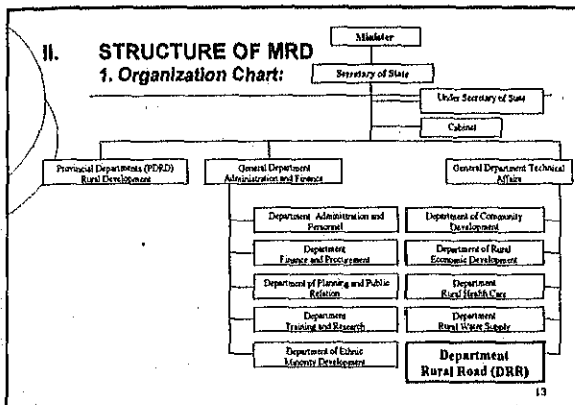 II. STRUCTURE OF MRD
1. Organization Chart:
Minister
Secretary of State
Under Secretary of State
Cabinet
Provincial Departments (PDRD)
Rural Development
General Department
Administration and Finance
General Department Technical
Affairs
Department Administration and
Personnel
Department
Finance and Procurement
Department pf Planning and Public
Relation
Department
Training and Research
Department of Ethnic
Minority Development
Department of Community
Development
Department of Rural
Economic Development
Department
Rural Health Care
Department
Rural Water Supply
Department
Rural Road (DRR)
13